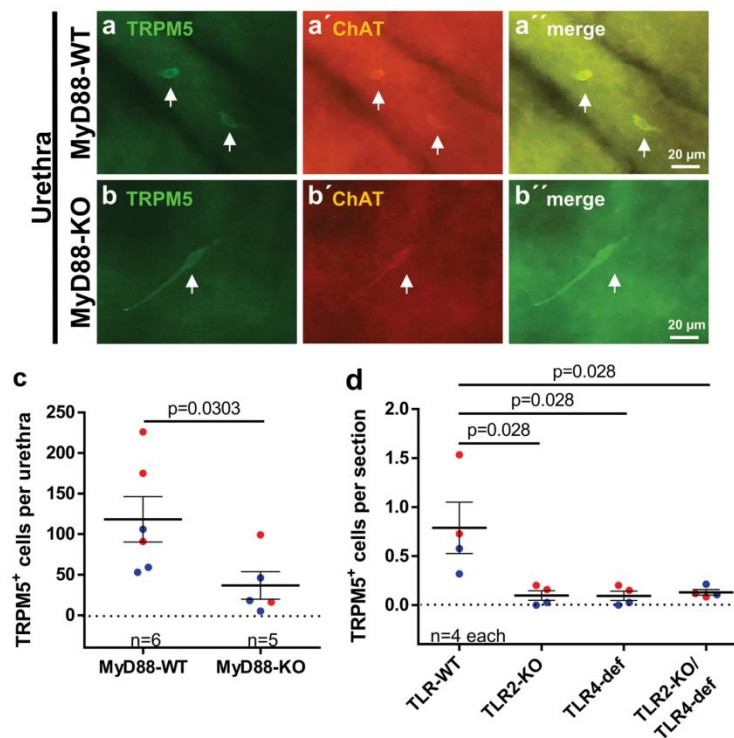 Urethra
MyD88-WT
a TRPM5
a´ ChAT
a´´ merge
20 µm
MyD88-KO
b TRPM5
b´ ChAT
b´´ merge
20 µm
c
TRPM5⁺ cells per urethra
250
200
150
100
50
0
p=0.0303
n=6
n=5
MyD88-WT
MyD88-KO
d
TRPM5⁺ cells per section
2.0
1.5
1.0
0.5
0.0
p=0.028
p=0.028
p=0.028
n=4 each
TLR-WT
TLR2-KO
TLR4-def
TLR2-KO/
TLR4-def